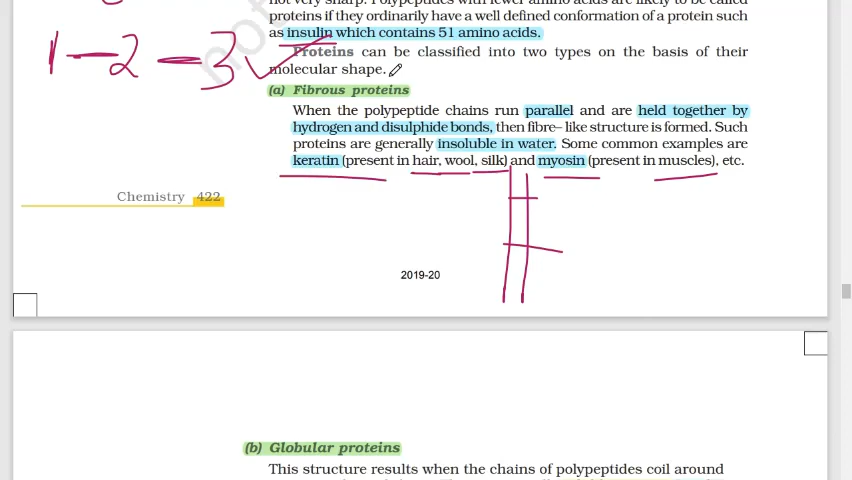 not very sharp. Polypeptides with fewer amino acids are likely to be called
proteins if they ordinarily have a well defined conformation of a protein such
as insulin which contains 51 amino acids.
1 - 2 = 3
not
Proteins can be classified into two types on the basis of their
molecular shape.
(a) Fibrous proteins
When the polypeptide chains run parallel and are held together by
hydrogen and disulphide bonds, then fibre– like structure is formed. Such
proteins are generally insoluble in water. Some common examples are
keratin (present in hair, wool, silk) and myosin (present in muscles), etc.
Chemistry 422
2019-20
(b) Globular proteins
This structure results when the chains of polypeptides coil around